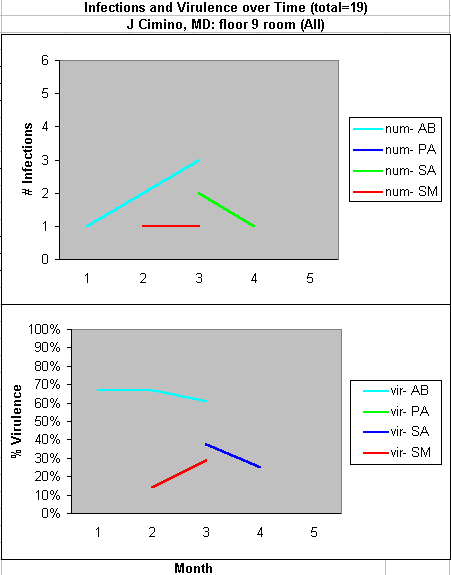 Infections and Virulence over Time (total=19)
J Cimino, MD: floor 9 room (All)
# Infections
6
5
4
3
2
1
0
1 2 3 4 5
num- AB
num- PA
num- SA
num- SM
% Virulence
100%
90%
80%
70%
60%
50%
40%
30%
20%
10%
0%
1 2 3 4 5
vir- AB
vir- PA
vir- SA
vir- SM
Month